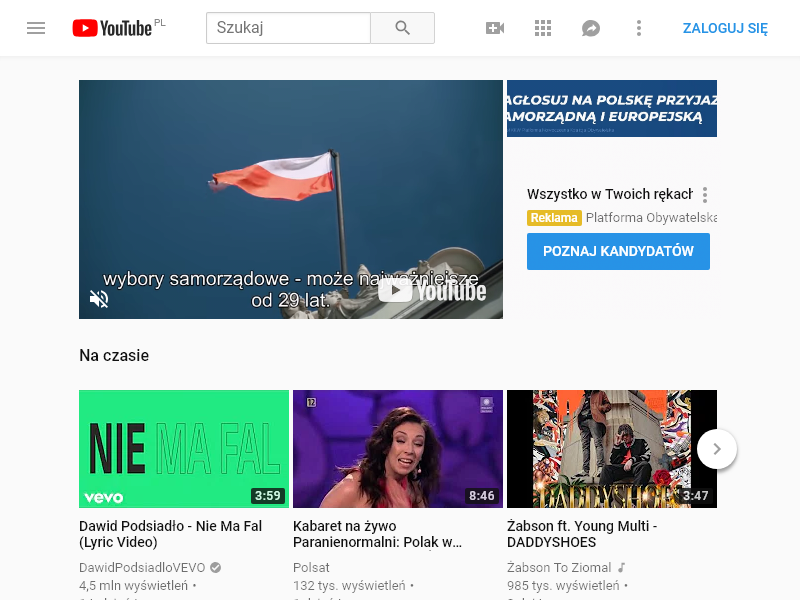 YouTube PL
Szukaj
ZALOGUJ SIĘ
AGŁOSUJ NA POLSKĘ PRZYJAZ
AMORZĄDNĄ I EUROPEJSKĄ
wybory samorządowe - może najważniejsze
od 29 lat.
YouTube
Wszystko w Twoich rękach
Reklama Platforma Obywatelska
POZNAJ KANDYDATÓW
Na czasie
NIE MA FAL
vevo
3:59
12
8:46
DADDYSHOES
3:47
Dawid Podsiadło - Nie Ma Fal
(Lyric Video)
DawidPodsiadloVEVO
4,5 mln wyświetleń •
Kabaret na żywo
Paranienormalni: Polak w…
Polsat
132 tys. wyświetleń •
Żabson ft. Young Multi -
DADDYSHOES
Żabson To Ziomal
985 tys. wyświetleń •